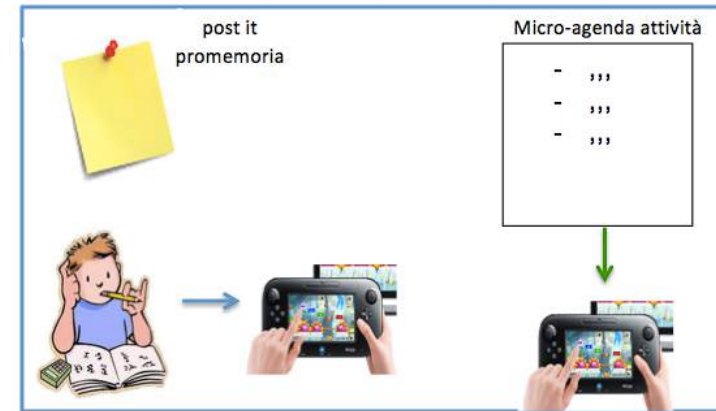 post it
promemoria
Micro-agenda attività
- ,,,
- ,,,
- ,,,